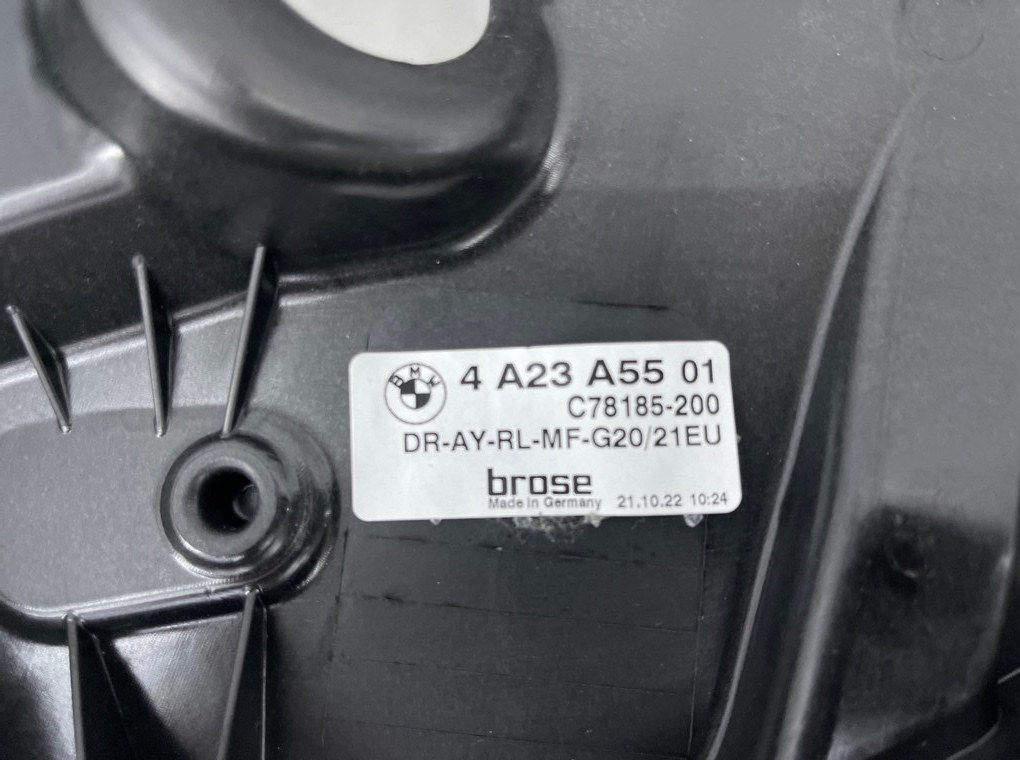 BMW 4 A23 A55 01
C78185-200
DR-AY-RL-MF-G20/21EU
brose
Made in Germany 21.10.22 10:24